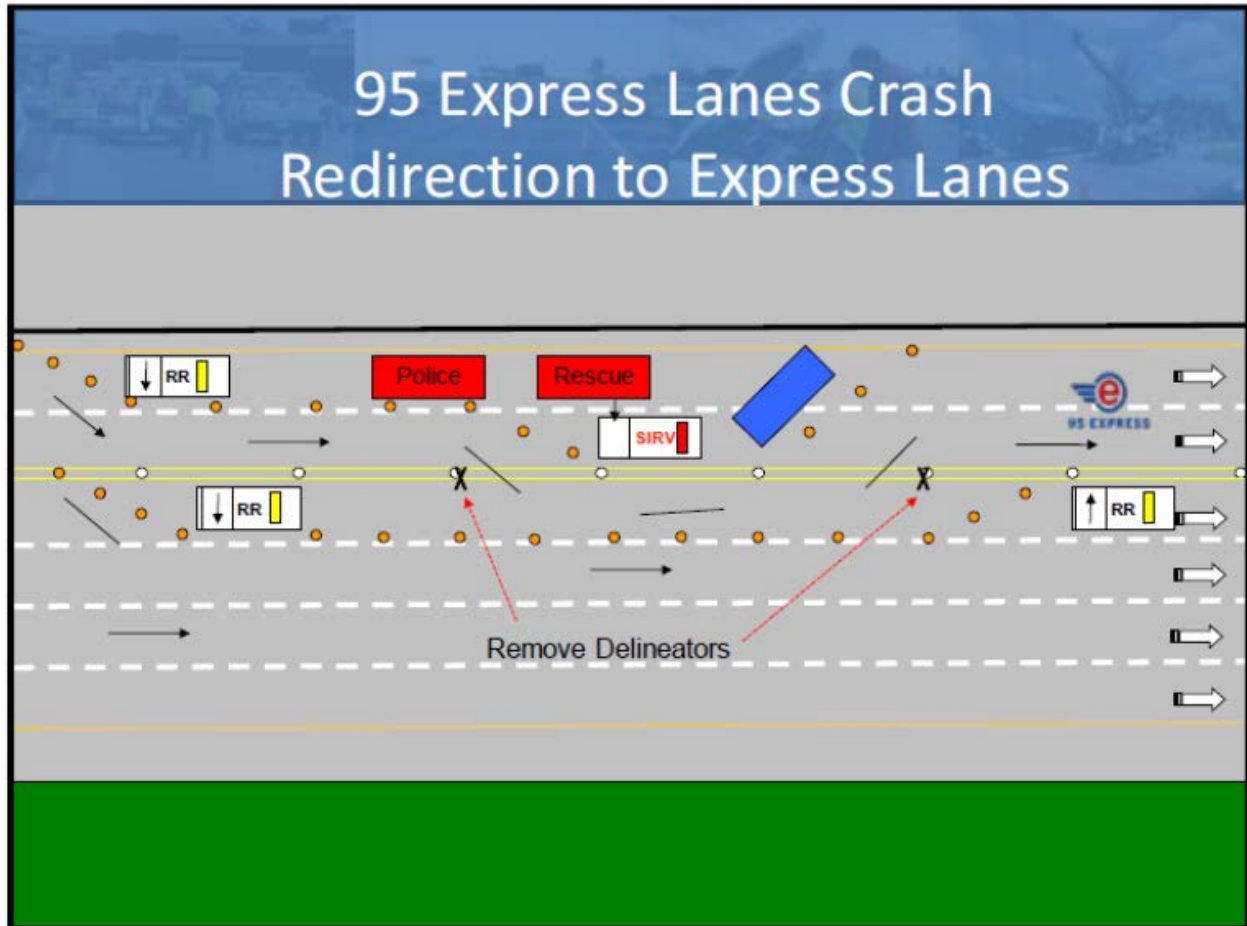 95 Express Lanes Crash
Redirection to Express Lanes
RR
Police
Rescue
SIRV
e
95 EXPRESS
RR
RR
Remove Delineators